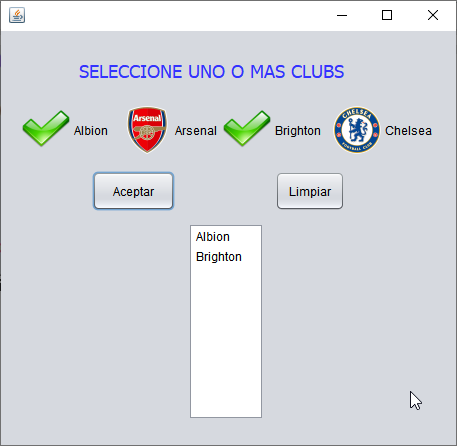 SELECCIONE UNO O MAS CLUBS
Albion
Arsenal
Arsenal
Brighton
CHELSEA
FOOTBALL CLUB
Chelsea
Aceptar
Limpiar
Albion
Brighton